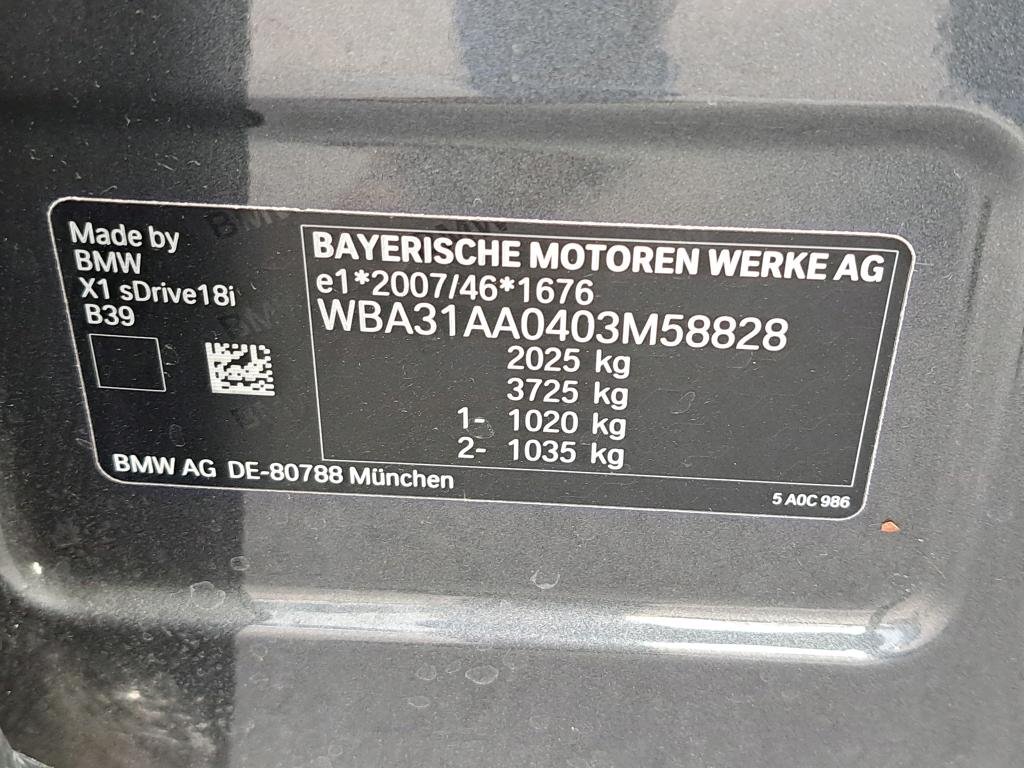 Made by
BMW
X1 sDrive18i
B39
BAYERISCHE MOTOREN WERKE AG
e1*2007/46*1676
WBA31AA0403M58828
2025 kg
3725 kg
1- 1020 kg
2- 1035 kg
BMW AG DE-80788 München
5 A0C 986